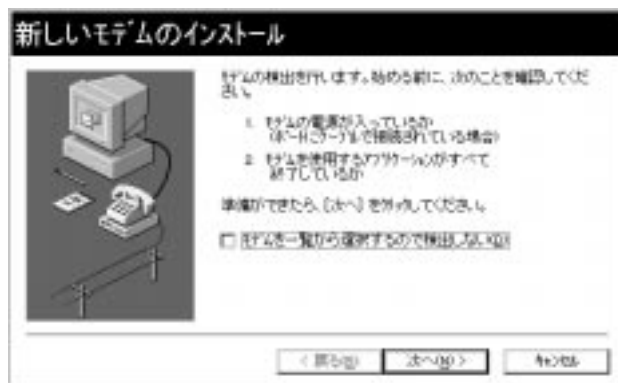 新しいモデムのインストール
モデムの検出を行います。始める前に、次のことを確認してくだ
さい。
1. モデムの電源が入っているか
(ポートにケーブルで接続されている場合)
2. モデムを使用するアプリケーションがすべて
終了しているか
準備ができたら、[次へ] をクリックしてください。
モデムを一覧から選択するので検出しない(D)
< 戻る(B)
次へ(N) >
キャンセル